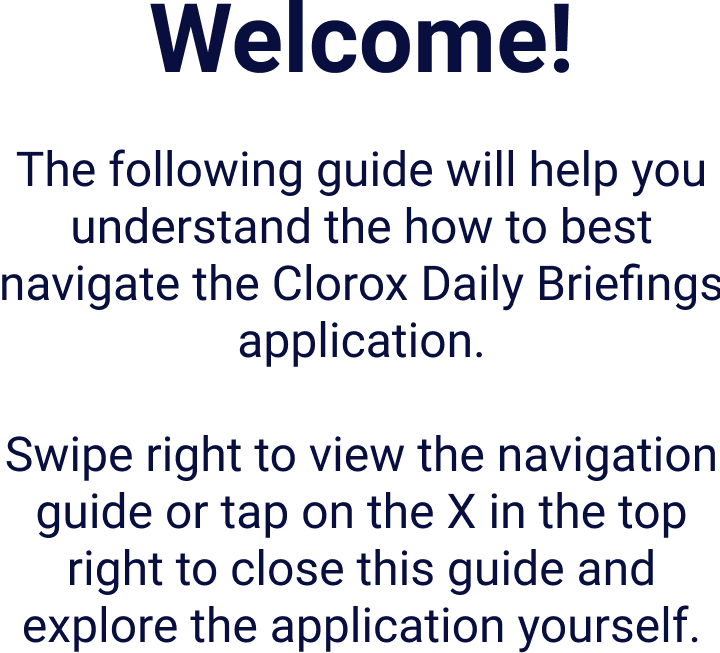 Welcome!
The following guide will help you
understand the how to best
navigate the Clorox Daily Briefings
application.
Swipe right to view the navigation
guide or tap on the X in the top
right to close this guide and
explore the application yourself.